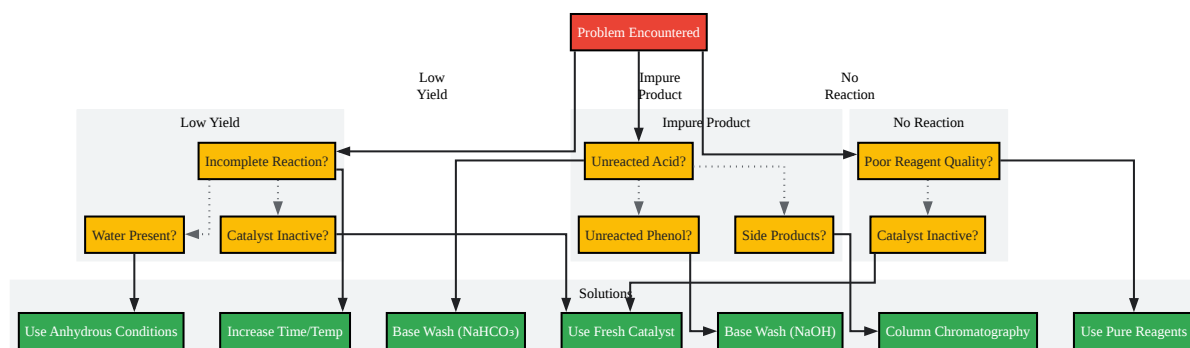 Problem Encountered
Low
Yield
Impure
Product
No
Reaction
Low Yield
Impure Product
No Reaction
Incomplete Reaction?
Unreacted Acid?
Poor Reagent Quality?
Water Present?
Catalyst Inactive?
Unreacted Phenol?
Side Products?
Catalyst Inactive?
Solutions
Use Anhydrous Conditions
Increase Time/Temp
Base Wash (NaHCO₃)
Use Fresh Catalyst
Base Wash (NaOH)
Column Chromatography
Use Pure Reagents